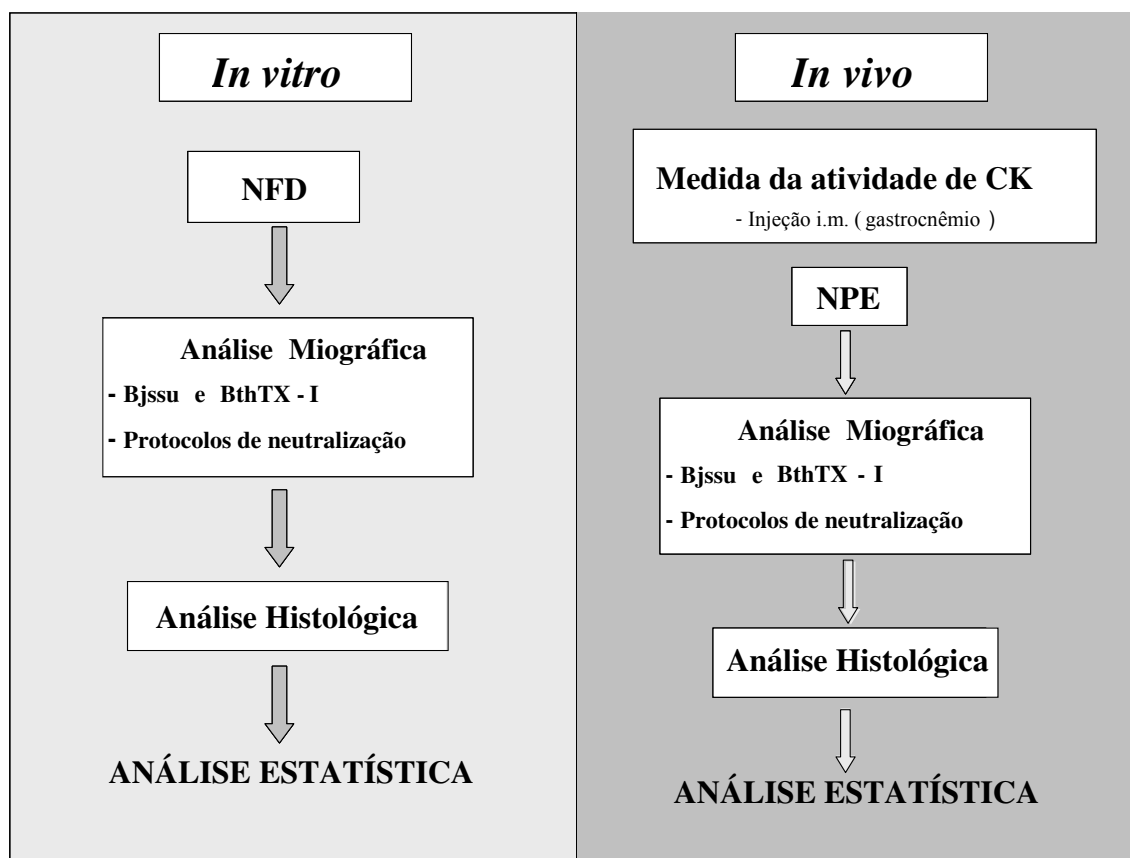 In vitro
NFD
Análise Miográfica
- Bjssu e BthTX - I
- Protocolos de neutralização
Análise Histológica
ANÁLISE ESTATÍSTICA
In vivo
Medida da atividade de CK
- Injeção i.m. ( gastrocnêmio )
NPE
Análise Miográfica
- Bjssu e BthTX - I
- Protocolos de neutralização
Análise Histológica
ANÁLISE ESTATÍSTICA